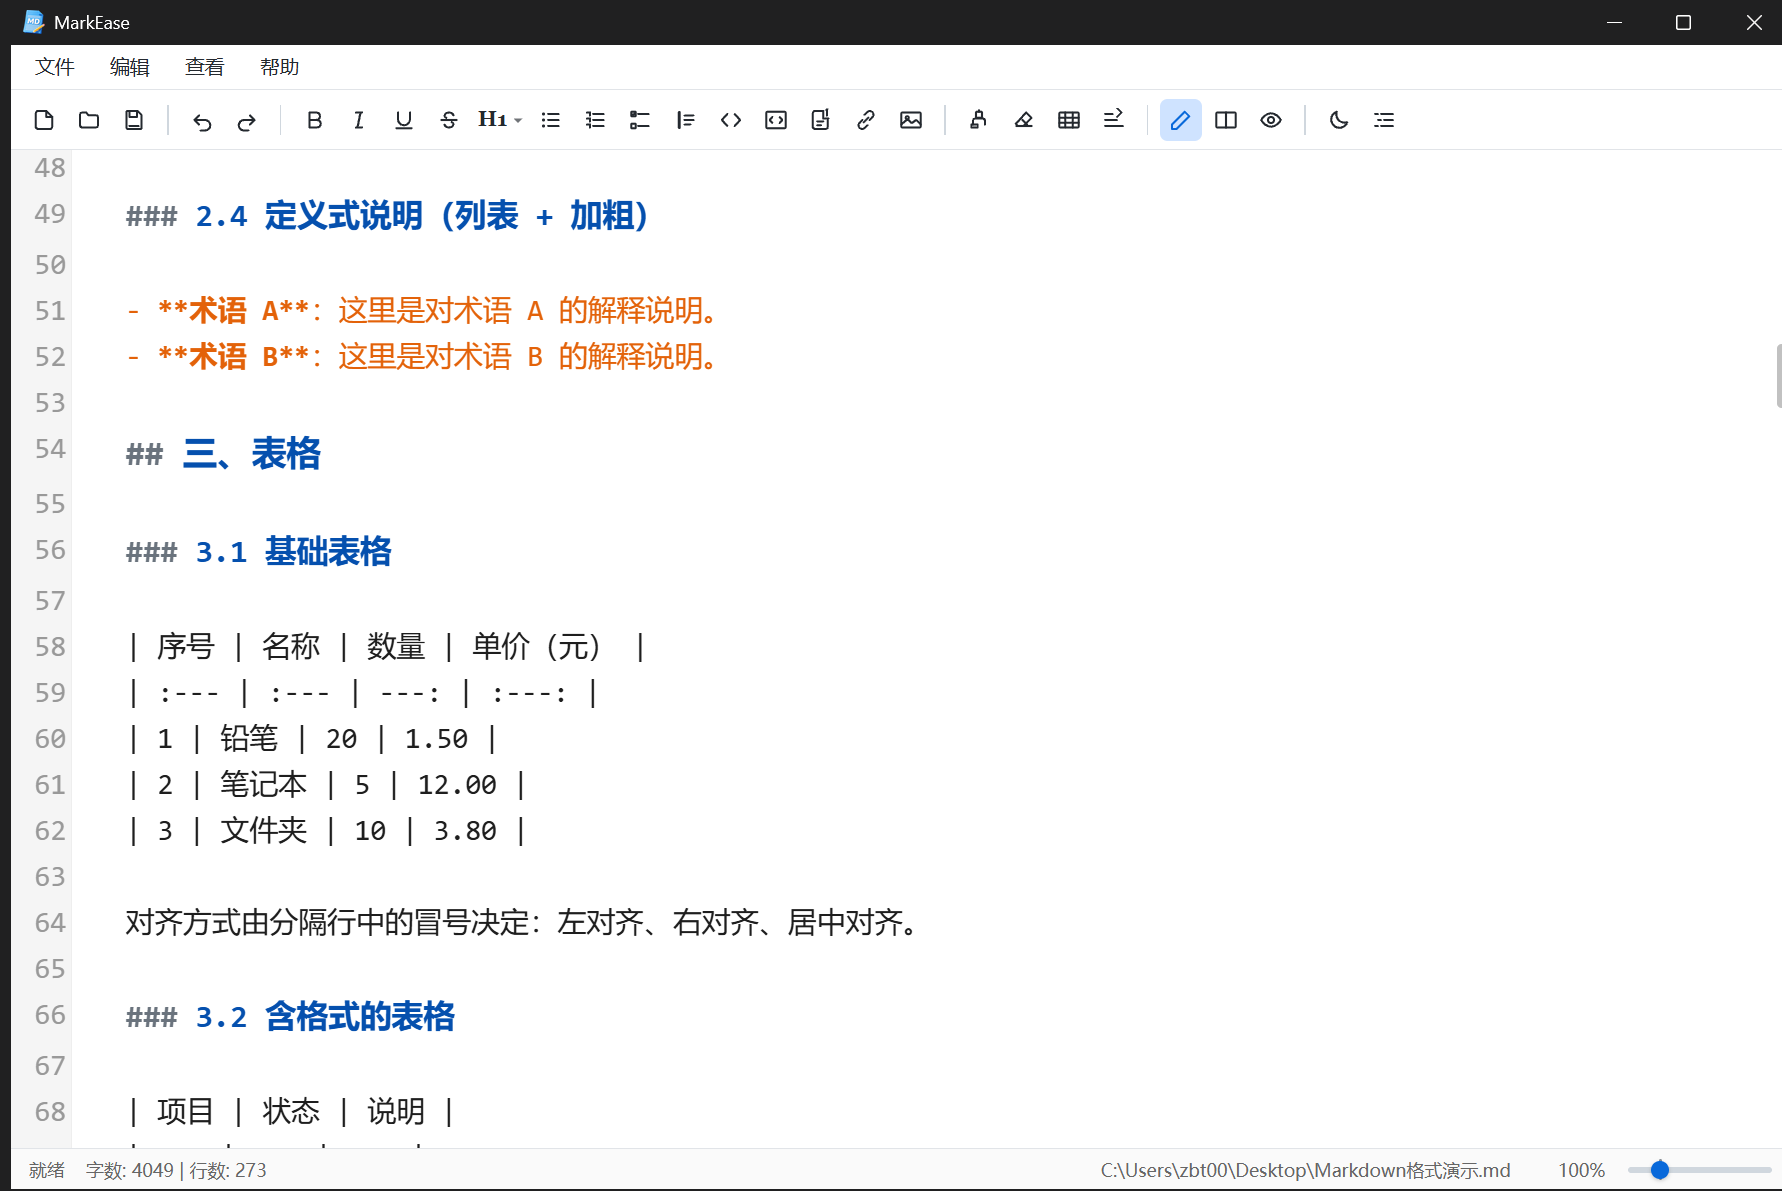 MarkEase
文件 编辑 查看 帮助
B I U S H1
48
49 ### 2.4 定义式说明（列表 + 加粗）
50
51 - **术语 A**：这里是对术语 A 的解释说明。
52 - **术语 B**：这里是对术语 B 的解释说明。
53
54 ## 三、表格
55
56 ### 3.1 基础表格
57
58 | 序号 | 名称 | 数量 | 单价（元） |
59 | :--- | :--- | ---: | :---: |
60 | 1 | 铅笔 | 20 | 1.50 |
61 | 2 | 笔记本 | 5 | 12.00 |
62 | 3 | 文件夹 | 10 | 3.80 |
63
64 对齐方式由分隔行中的冒号决定：左对齐、右对齐、居中对齐。
65
66 ### 3.2 含格式的表格
67
68 | 项目 | 状态 | 说明 |
就绪 字数: 4049 | 行数: 273 C:\Users\zbt00\Desktop\Markdown格式演示.md 100%